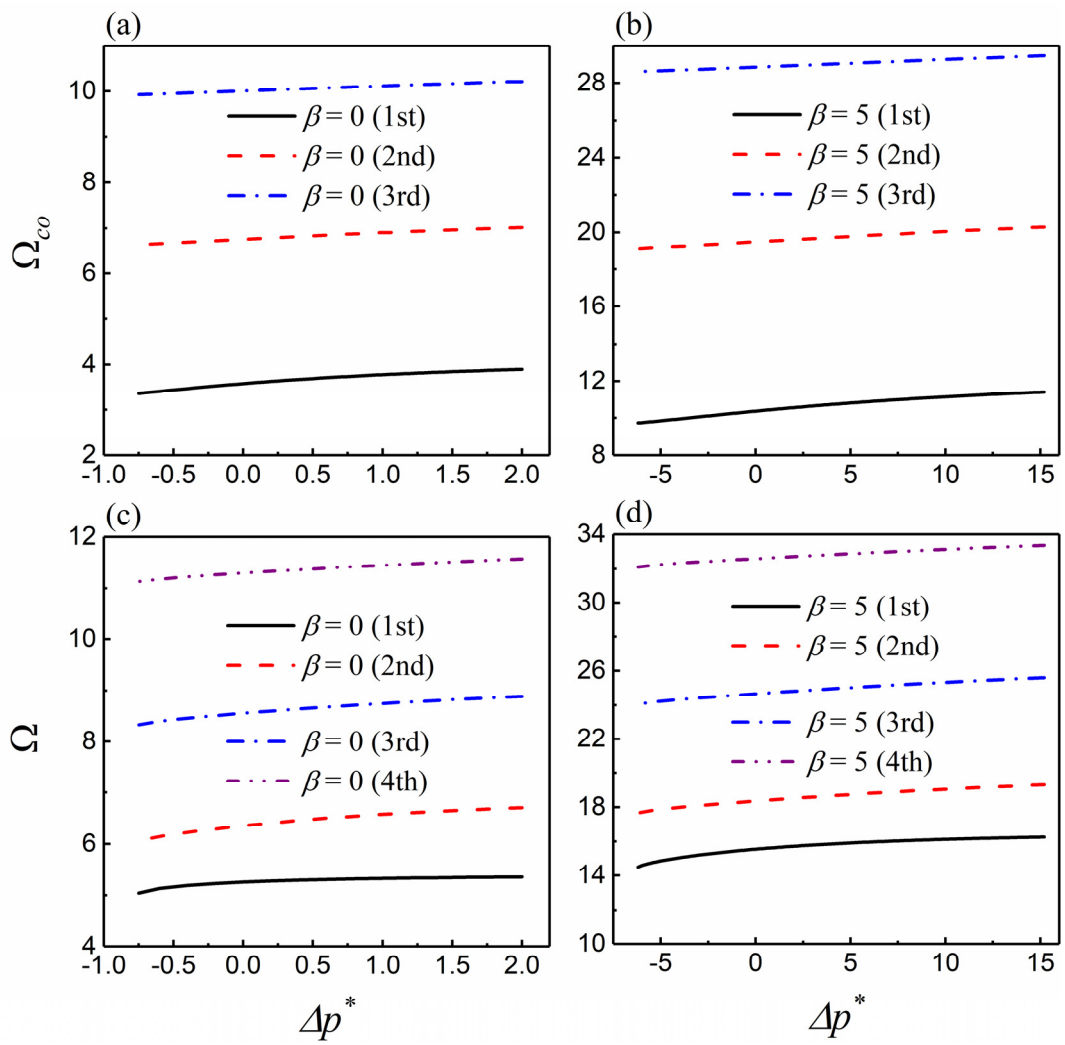 (a)
10
8
6
4
2
Ω_co
β = 0 (1st)
β = 0 (2nd)
β = 0 (3rd)
-1.0 -0.5 0.0 0.5 1.0 1.5 2.0
(b)
28
24
20
16
12
8
β = 5 (1st)
β = 5 (2nd)
β = 5 (3rd)
-5 0 5 10 15
(c)
12
10
8
6
4
Ω
β = 0 (1st)
β = 0 (2nd)
β = 0 (3rd)
β = 0 (4th)
-1.0 -0.5 0.0 0.5 1.0 1.5 2.0
Δp*
(d)
34
30
26
22
18
14
10
β = 5 (1st)
β = 5 (2nd)
β = 5 (3rd)
β = 5 (4th)
-5 0 5 10 15
Δp*